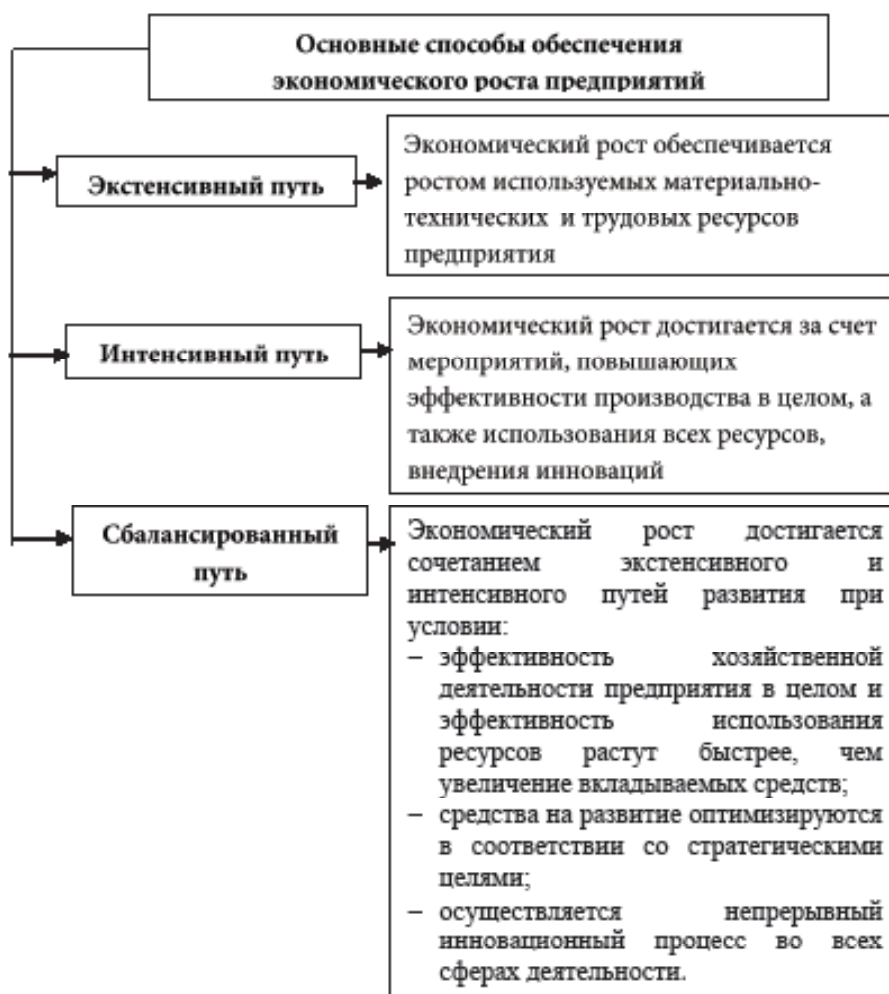 Основные способы обеспечения
экономического роста предприятий
Экстенсивный путь
Экономический рост обеспечивается
ростом используемых материально-
технических и трудовых ресурсов
предприятия
Интенсивный путь
Экономический рост достигается за счет
мероприятий, повышающих
эффективности производства в целом, а
также использования всех ресурсов,
внедрения инноваций
Сбалансированный
путь
Экономический рост достигается
сочетанием экстенсивного и
интенсивного путей развития при
условии:
– эффективность хозяйственной
деятельности предприятия в целом и
эффективность использования
ресурсов растут быстрее, чем
увеличение вкладываемых средств;
– средства на развитие оптимизируются
в соответствии со стратегическими
целями;
– осуществляется непрерывный
инновационный процесс во всех
сферах деятельности.